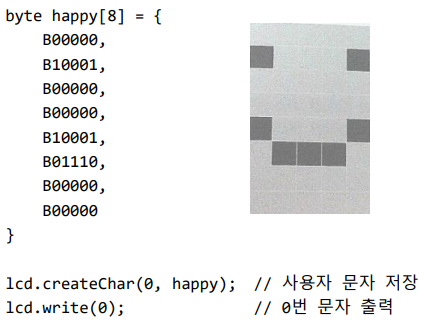 byte happy[8] = {
    B00000,
    B10001,
    B00000,
    B00000,
    B10001,
    B01110,
    B00000,
    B00000
}
lcd.createChar(0, happy);  // 사용자 문자 저장
lcd.write(0);              // 0번 문자 출력